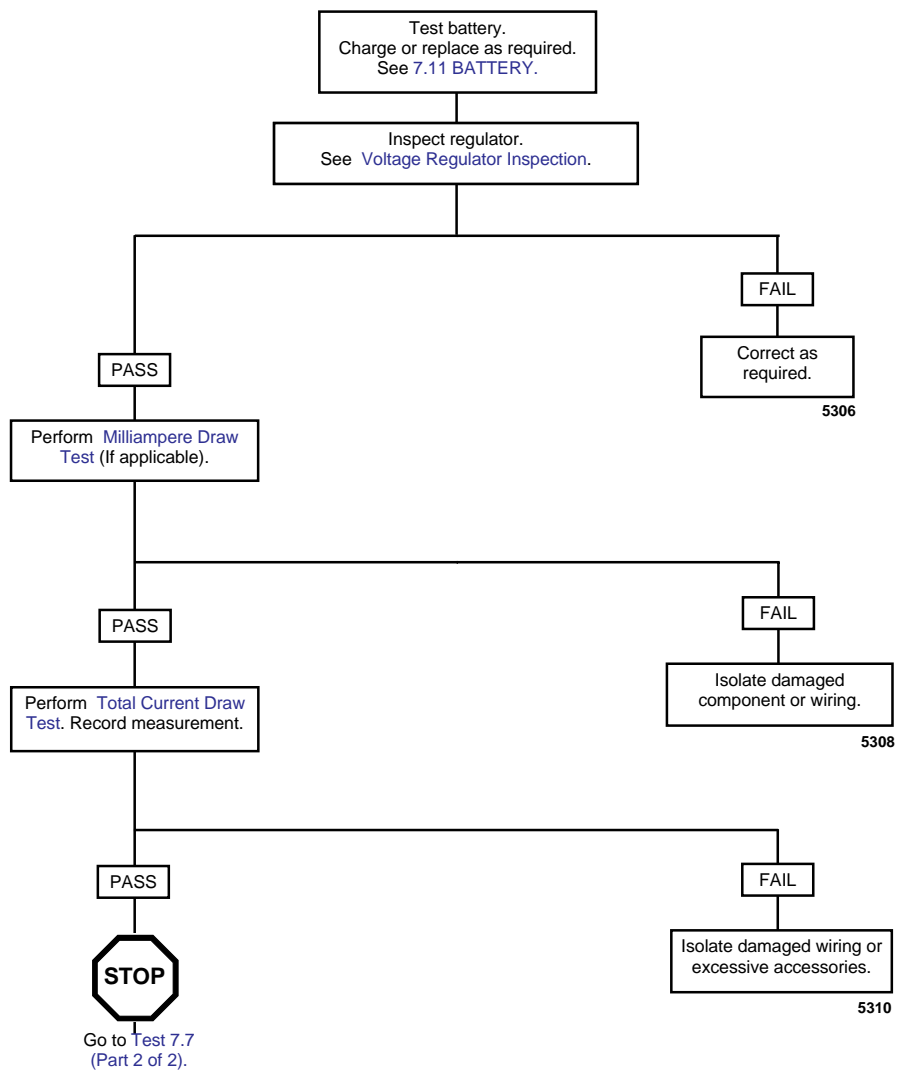 Test battery.
Charge or replace as required.
See 7.11 BATTERY.
Inspect regulator.
See Voltage Regulator Inspection.
FAIL
Correct as
required.
5306
PASS
Perform Milliampere Draw
Test (If applicable).
FAIL
Isolate damaged
component or wiring.
5308
PASS
Perform Total Current Draw
Test. Record measurement.
FAIL
Isolate damaged wiring or
excessive accessories.
5310
PASS
STOP
Go to Test 7.7
(Part 2 of 2).